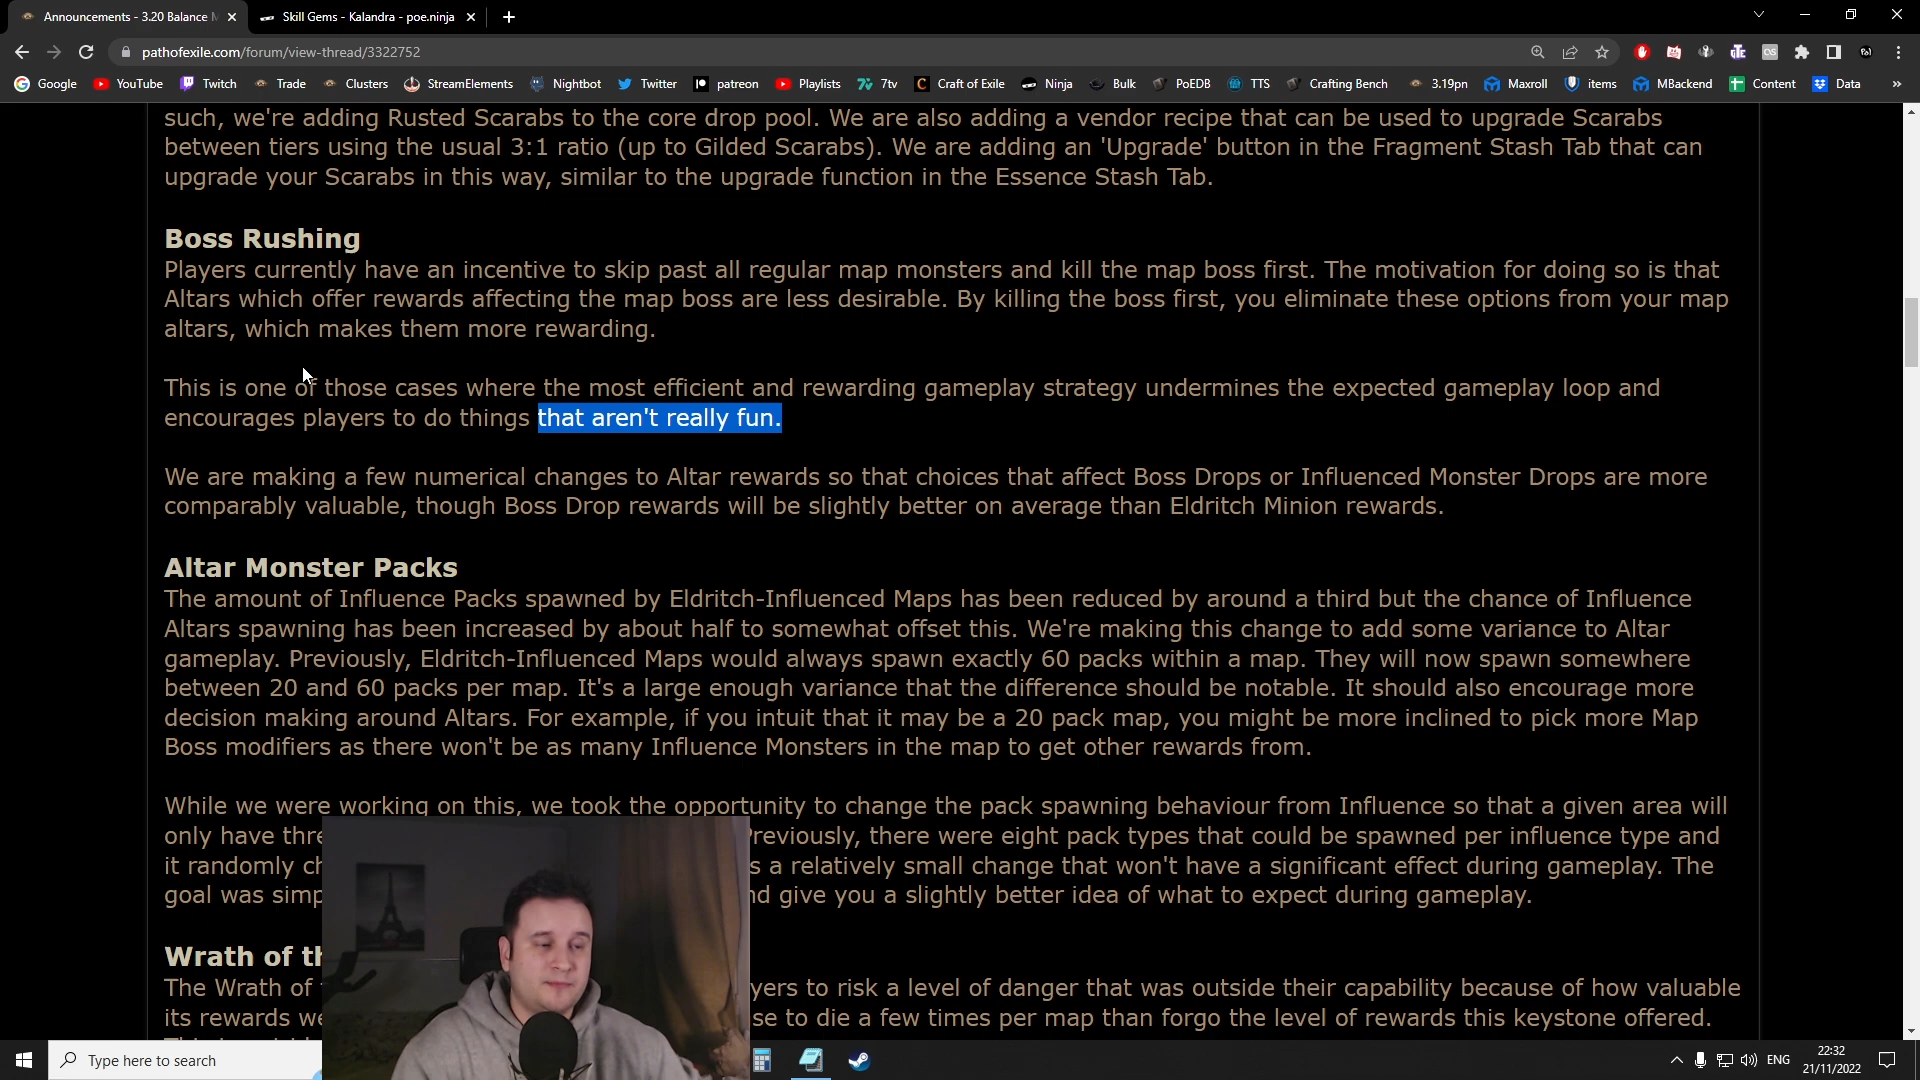 Announcements - 3.20 Balance M
Skill Gems - Kalandra - poe.ninja
pathofexile.com/forum/view-thread/3322752
Google YouTube Twitch Trade Clusters StreamElements Nightbot Twitter patreon Playlists 7tv Craft of Exile Ninja Bulk PoEDB TTS Crafting Bench 3.19pn Maxroll items MBackend Content Data »
such, we're adding Rusted Scarabs to the core drop pool. We are also adding a vendor recipe that can be used to upgrade Scarabs
between tiers using the usual 3:1 ratio (up to Gilded Scarabs). We are adding an 'Upgrade' button in the Fragment Stash Tab that can
upgrade your Scarabs in this way, similar to the upgrade function in the Essence Stash Tab.
Boss Rushing
Players currently have an incentive to skip past all regular map monsters and kill the map boss first. The motivation for doing so is that
Altars which offer rewards affecting the map boss are less desirable. By killing the boss first, you eliminate these options from your map
altars, which makes them more rewarding.
This is one of those cases where the most efficient and rewarding gameplay strategy undermines the expected gameplay loop and
encourages players to do things that aren't really fun.
We are making a few numerical changes to Altar rewards so that choices that affect Boss Drops or Influenced Monster Drops are more
comparably valuable, though Boss Drop rewards will be slightly better on average than Eldritch Minion rewards.
Altar Monster Packs
The amount of Influence Packs spawned by Eldritch-Influenced Maps has been reduced by around a third but the chance of Influence
Altars spawning has been increased by about half to somewhat offset this. We're making this change to add some variance to Altar
gameplay. Previously, Eldritch-Influenced Maps would always spawn exactly 60 packs within a map. They will now spawn somewhere
between 20 and 60 packs per map. It's a large enough variance that the difference should be notable. It should also encourage more
decision making around Altars. For example, if you intuit that it may be a 20 pack map, you might be more inclined to pick more Map
Boss modifiers as there won't be as many Influence Monsters in the map to get other rewards from.
While we were working on this, we took the opportunity to change the pack spawning behaviour from Influence so that a given area will
only have thre Previously, there were eight pack types that could be spawned per influence type and
it randomly ch s a relatively small change that won't have a significant effect during gameplay. The
goal was simp nd give you a slightly better idea of what to expect during gameplay.
Wrath of th
The Wrath of yers to risk a level of danger that was outside their capability because of how valuable
its rewards we se to die a few times per map than forgo the level of rewards this keystone offered.
Type here to search
ENG
22:32
21/11/2022